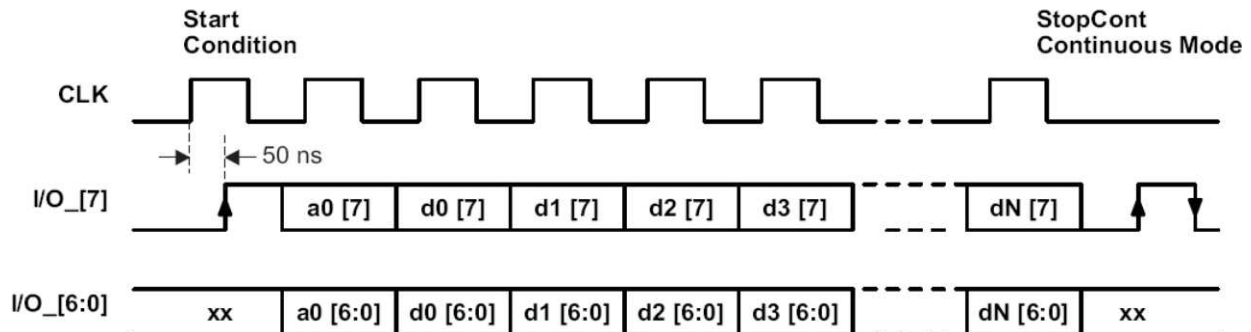 Start
Condition
StopCont
Continuous Mode
CLK
50 ns
I/O_[7]
a0 [7] d0 [7] d1 [7] d2 [7] d3 [7] dN [7]
I/O_[6:0]
xx a0 [6:0] d0 [6:0] d1 [6:0] d2 [6:0] d3 [6:0] dN [6:0] xx